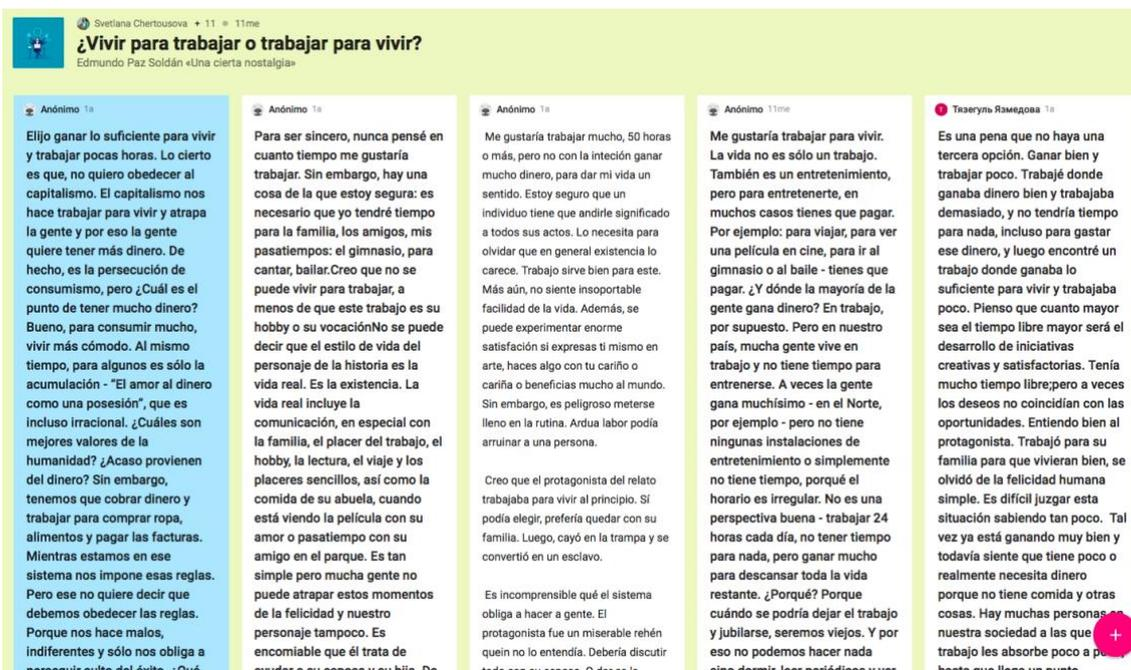 Svetlana Chertousova + 11 • 11me
¿Vivir para trabajar o trabajar para vivir?
Edmundo Paz Soldán «Una cierta nostalgia»
Anónimo 1a
Elijo ganar lo suficiente para vivir
y trabajar pocas horas. Lo cierto
es que, no quiero obedecer al
capitalismo. El capitalismo nos
hace trabajar para vivir y atrapa
la gente y por eso la gente
quiere tener más dinero. De
hecho, es la persecución de
consumismo, pero ¿Cuál es el
punto de tener mucho dinero?
Bueno, para consumir mucho,
vivir más cómodo. Al mismo
tiempo, para algunos es sólo la
acumulación - "El amor al dinero
como una posesión", que es
incluso irracional. ¿Cuáles son
mejores valores de la
humanidad? ¿Acaso provienen
del dinero? Sin embargo,
tenemos que cobrar dinero y
trabajar para comprar ropa,
alimentos y pagar las facturas.
Mientras estamos en ese
sistema nos impone esas reglas.
Pero ese no quiere decir que
debemos obedecer las reglas.
Porque nos hace malos,
indiferentes y sólo nos obliga a
Anónimo 1a
Para ser sincero, nunca pensé en
cuanto tiempo me gustaría
trabajar. Sin embargo, hay una
cosa de la que estoy segura: es
necesario que yo tendré tiempo
para la familia, los amigos, mis
pasatiempos: el gimnasio, para
cantar, bailar.Creo que no se
puede vivir para trabajar, a
menos de que este trabajo es su
hobby o su vocaciónNo se puede
decir que el estilo de vida del
personaje de la historia es la
vida real. Es la existencia. La
vida real incluye la
comunicación, en especial con
la familia, el placer del trabajo, el
hobby, la lectura, el viaje y los
placeres sencillos, así como la
comida de su abuela, cuando
está viendo la película con su
amor o pasatiempo con su
amigo en el parque. Es tan
simple pero mucha gente no
puede atrapar estos momentos
de la felicidad y nuestro
personaje tampoco. Es
encomiable que él trata de
Anónimo 1a
Me gustaría trabajar mucho, 50 horas
o más, pero no con la inteción ganar
mucho dinero, para dar mi vida un
sentido. Estoy seguro que un
individuo tiene que andirle significado
a todos sus actos. Lo necesita para
olvidar que en general existencia lo
carece. Trabajo sirve bien para este.
Más aún, no siente insoportable
facilidad de la vida. Además, se
puede experimentar enorme
satisfación si expresas ti mismo en
arte, haces algo con tu cariño o
cariña o beneficias mucho al mundo.
Sin embargo, es peligroso meterse
lleno en la rutina. Ardua labor podía
arruinar a una persona.
Creo que el protagonista del relato
trabajaba para vivir al principio. Sí
podía elegir, prefería quedar con su
familia. Luego, cayó en la trampa y se
convertió en un esclavo.
Es incomprensible qué el sistema
obliga a hacer a gente. El
protagonista fue un miserable rehén
quein no lo entendía. Debería discutir
Anónimo 11me
Me gustaría trabajar para vivir.
La vida no es sólo un trabajo.
También es un entretenimiento,
pero para entretenerte, en
muchos casos tienes que pagar.
Por ejemplo: para viajar, para ver
una película en cine, para ir al
gimnasio o al baile - tienes que
pagar. ¿Y dónde la mayoría de la
gente gana dinero? En trabajo,
por supuesto. Pero en nuestro
país, mucha gente vive en
trabajo y no tiene tiempo para
entrenerse. A veces la gente
gana muchísimo - en el Norte,
por ejemplo - pero no tiene
ningunas instalaciones de
entretenimiento o simplemente
no tiene tiempo, porqué el
horario es irregular. No es una
perspectiva buena - trabajar 24
horas cada día, no tener tiempo
para nada, pero ganar mucho
para descansar toda la vida
restante. ¿Porqué? Porque
cuándo se podría dejar el trabajo
y jubilarse, seremos viejos. Y por
eso no podemos hacer nada
Тязегуль Язмедова 1a
Es una pena que no haya una
tercera opción. Ganar bien y
trabajar poco. Trabajé donde
ganaba dinero bien y trabajaba
demasiado, y no tendría tiempo
para nada, incluso para gastar
ese dinero, y luego encontré un
trabajo donde ganaba lo
suficiente para vivir y trabajaba
poco. Pienso que cuanto mayor
sea el tiempo libre mayor será el
desarrollo de iniciativas
creativas y satisfactorias. Tenía
mucho tiempo libre;pero a veces
los deseos no coincidían con las
oportunidades. Entiendo bien al
protagonista. Trabajó para su
familia para que vivieran bien, se
olvidó de la felicidad humana
simple. Es difícil juzgar esta
situación sabiendo tan poco. Tal
vez ya está ganando muy bien y
todavía siente que tiene poco o
realmente necesita dinero
porque no tiene comida y otras
cosas. Hay muchas personas en
nuestra sociedad a las que
trabajo les absorbe poco a